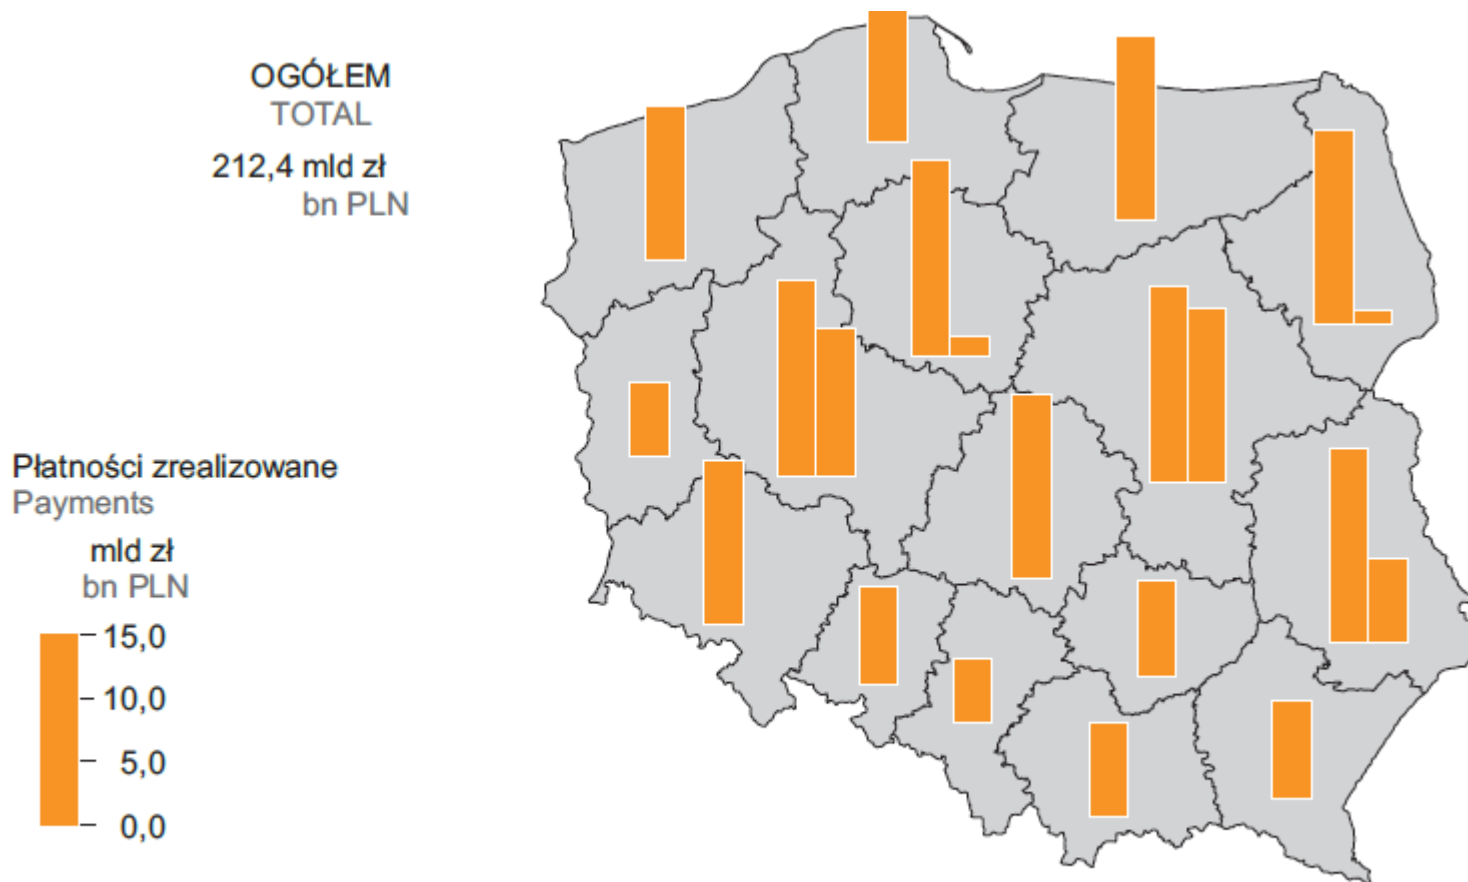 OGÓŁEM
TOTAL
212,4 mld zł
bn PLN
Płatności zrealizowane
Payments
mld zł
bn PLN
15,0
10,0
5,0
0,0